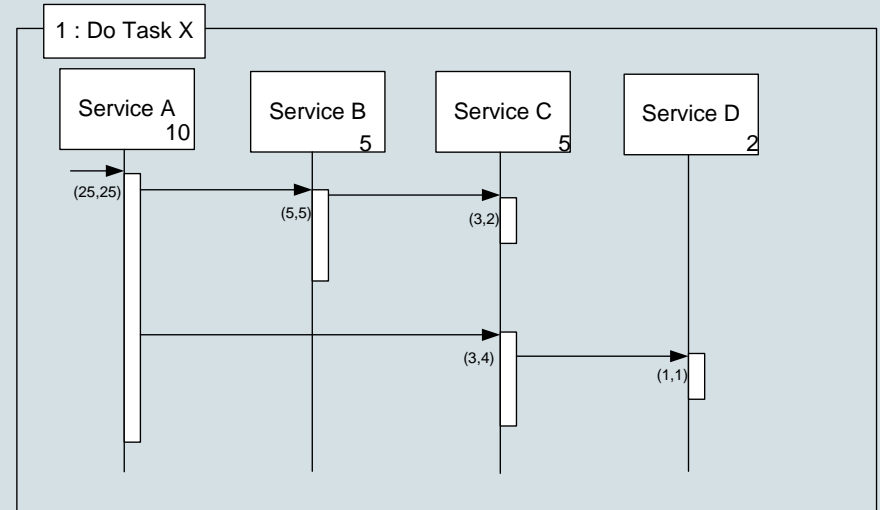 1 : Do Task X
Service A
10
Service B
5
Service C
5
Service D
2
(25,25)
(5,5)
(3,2)
(3,4)
(1,1)